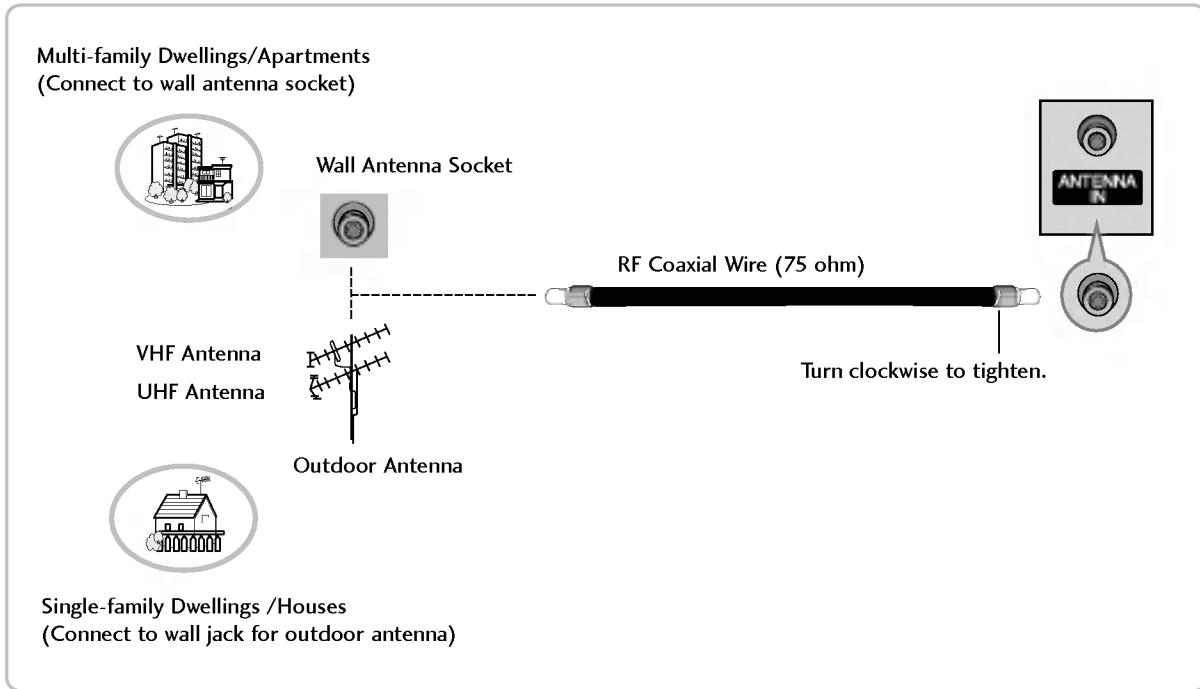 Multi-family Dwellings/Apartments
(Connect to wall antenna socket)
Wall Antenna Socket
ANTENNA
IN
RF Coaxial Wire (75 ohm)
VHF Antenna
UHF Antenna
Turn clockwise to tighten.
Outdoor Antenna
Single-family Dwellings /Houses
(Connect to wall jack for outdoor antenna)